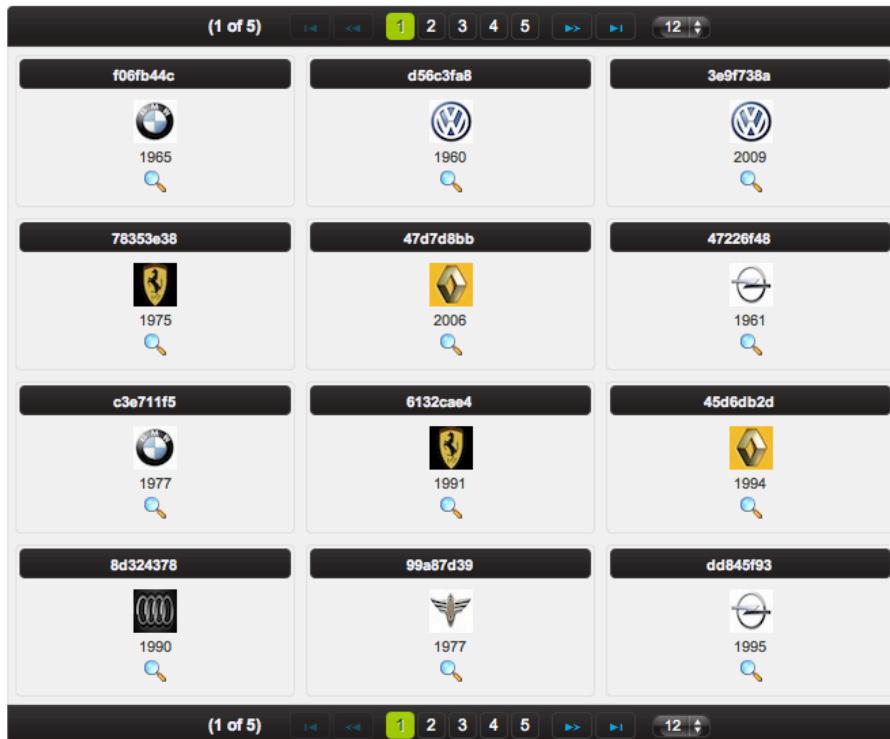 (1 of 5) 1 2 3 4 5 12
f06fb44c d56c3fa8 3e9f738a
1965 1960 2009
78353e38 47d7d8bb 47226f48
1975 2006 1961
c3e711f5 6132cae4 45d6db2d
1977 1991 1994
8d324378 99a87d39 dd845f93
1990 1977 1995
(1 of 5) 1 2 3 4 5 12